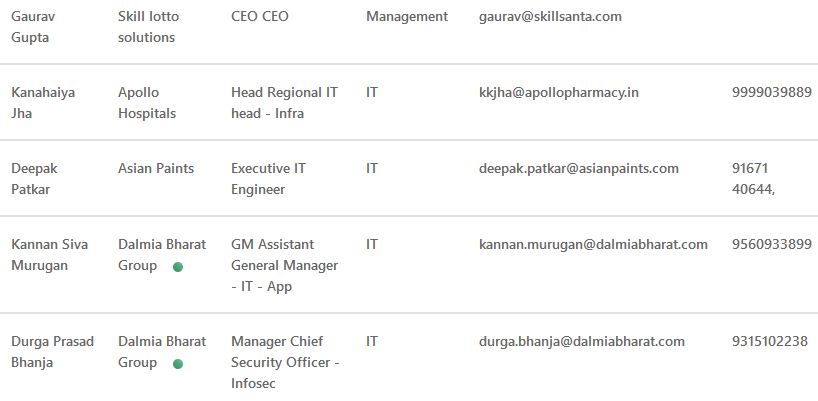 Gaurav Skill lotto CEO CEO Management gaurav@skillsanta.com
Gupta solutions
Kanahaiya Apollo Head Regional IT IT kkjha@apollopharmacy.in 9999039889
Jha Hospitals head - Infra
Deepak Asian Paints Executive IT IT deepak.patkar@asianpaints.com 91671
Patkar Engineer 40644,
Kannan Siva Dalmia Bharat GM Assistant IT kannan.murugan@dalmiabharat.com 9560933899
Murugan Group General Manager
- IT - App
Durga Prasad Dalmia Bharat Manager Chief IT durga.bhanja@dalmiabharat.com 9315102238
Bhanja Group Security Officer -
Infosec